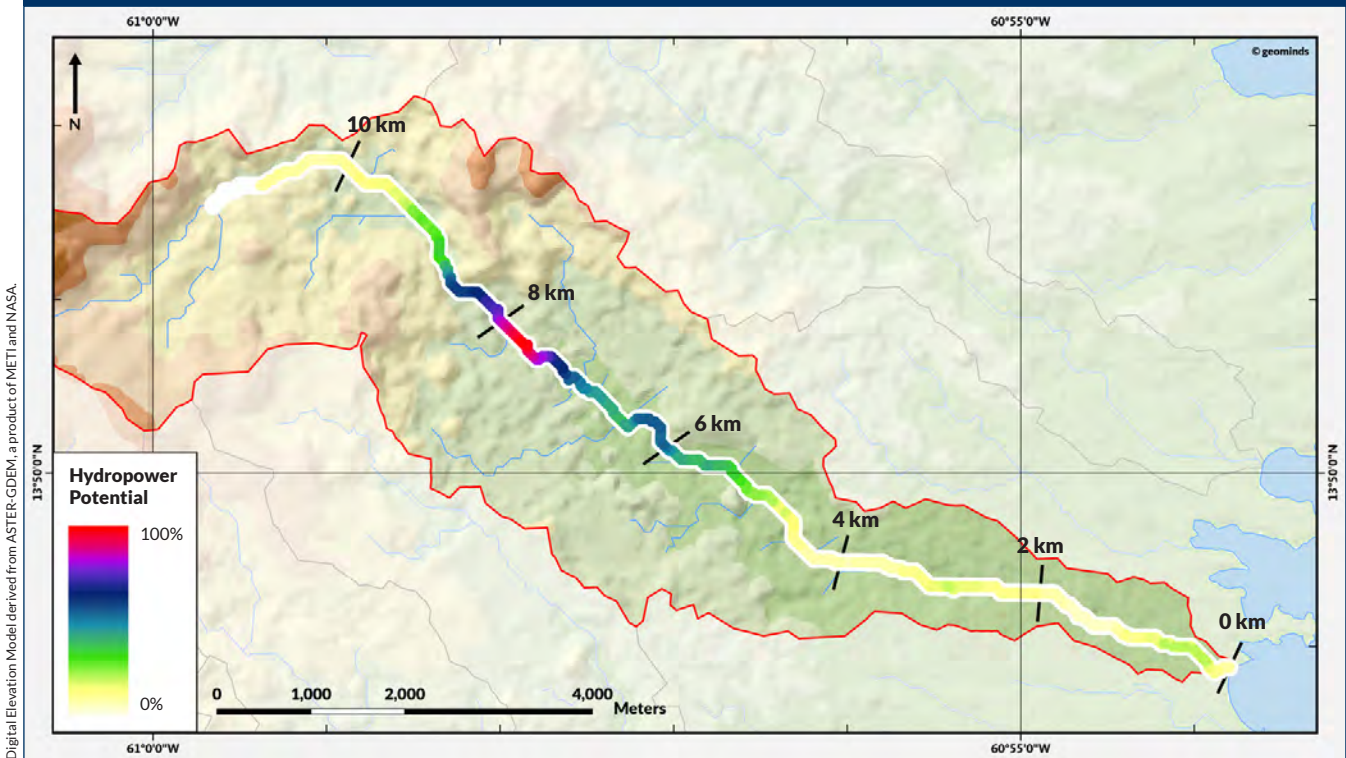 61°0'0"W
60°55'0"W
© geominds
N
10 km
8 km
6 km
4 km
2 km
0 km
13°50'0"N
13°50'0"N
Hydropower
Potential
100%
0%
0 1,000 2,000 4,000
Meters
61°0'0"W
60°55'0"W
Digital Elevation Model derived from ASTER-GDEM, a product of METI and NASA.